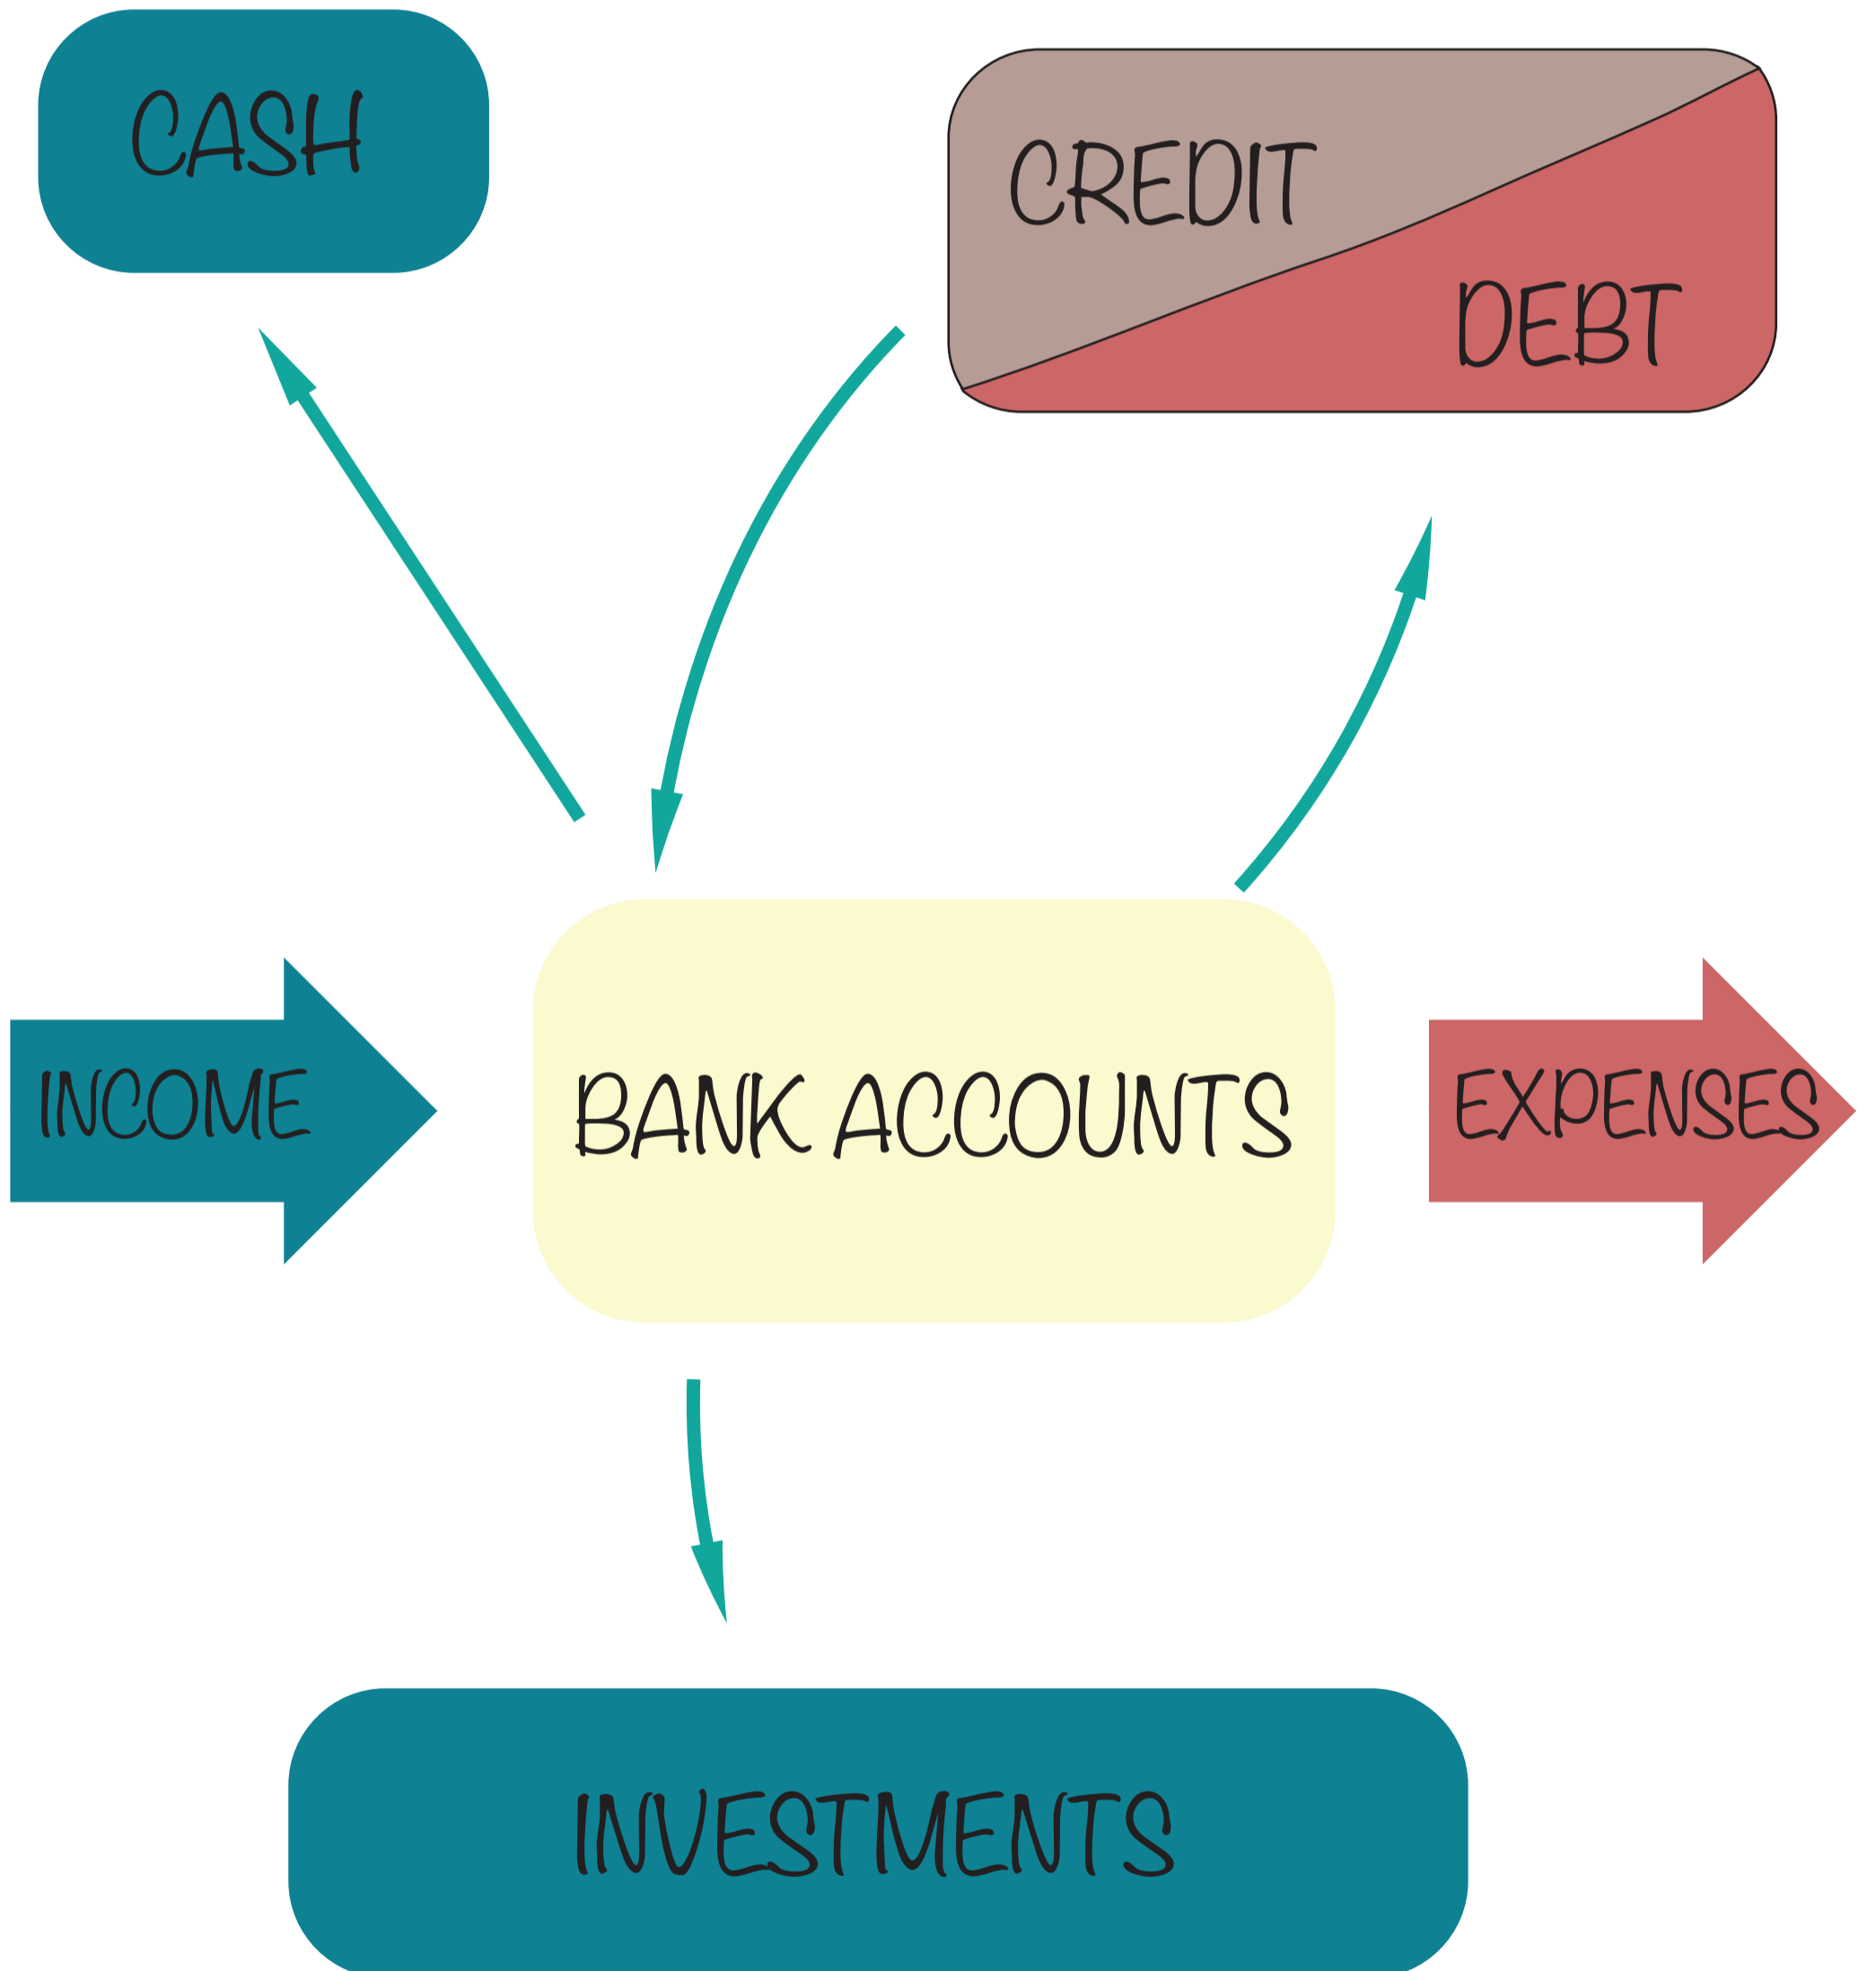 CASH
CREDIT
DEBT
INCOME
BANK ACCOUNTS
EXPENSES
INVESTMENTS